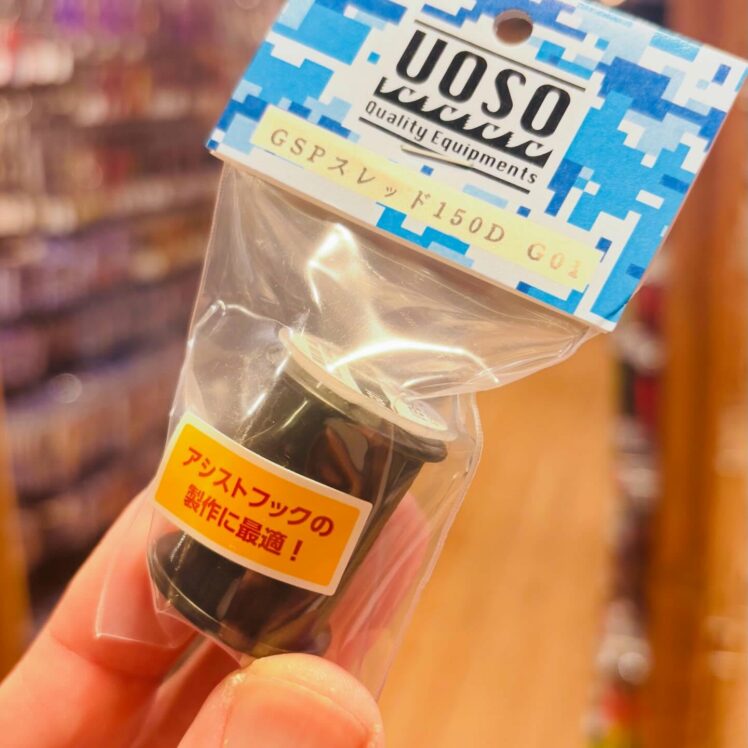 UOSO
Quality Equipments
GSPスレッド150D G01
アシストフックの
製作に最適！